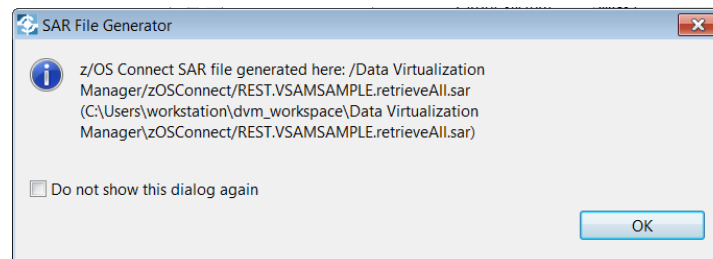 SAR File Generator
z/OS Connect SAR file generated here: /Data Virtualization
Manager/zOSConnect/REST.VSAMSAMPLE.retrieveAll.sar
(C:\Users\workstation\dvm_workspace\Data Virtualization
Manager\zOSConnect\REST.VSAMSAMPLE.retrieveAll.sar)
Do not show this dialog again
OK